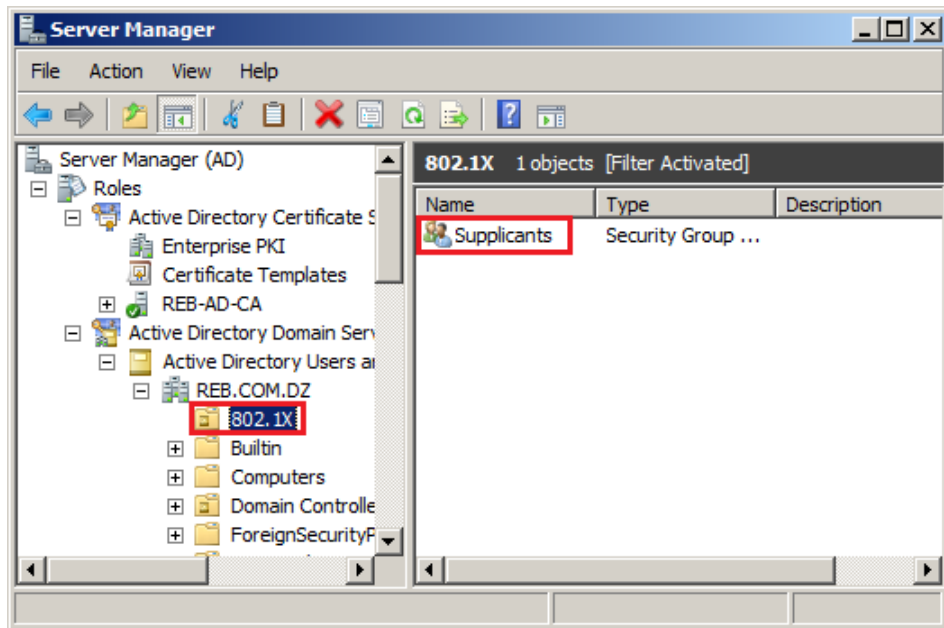 Server Manager
File Action View Help
Server Manager (AD)
Roles
Active Directory Certificate S
Enterprise PKI
Certificate Templates
REB-AD-CA
Active Directory Domain Serv
Active Directory Users a
REB.COM.DZ
802.1X
Builtin
Computers
Domain Controlle
ForeignSecurityP
802.1X 1 objects [Filter Activated]
Name Type Description
Supplicants Security Group ...